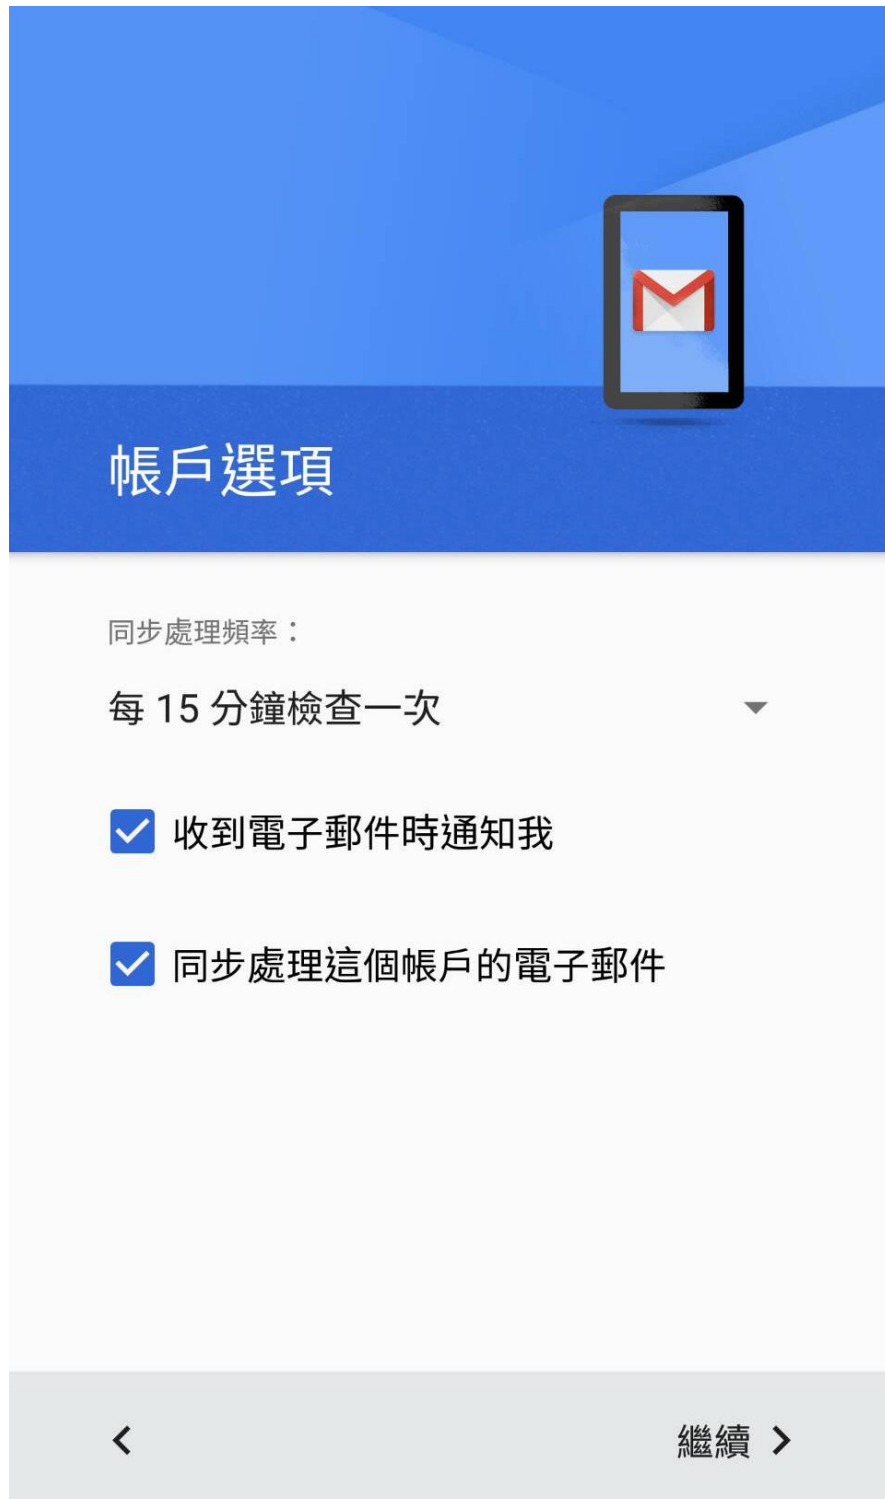 帳戶選項
同步處理頻率：
每 15 分鐘檢查一次
收到電子郵件時通知我
同步處理這個帳戶的電子郵件
繼續